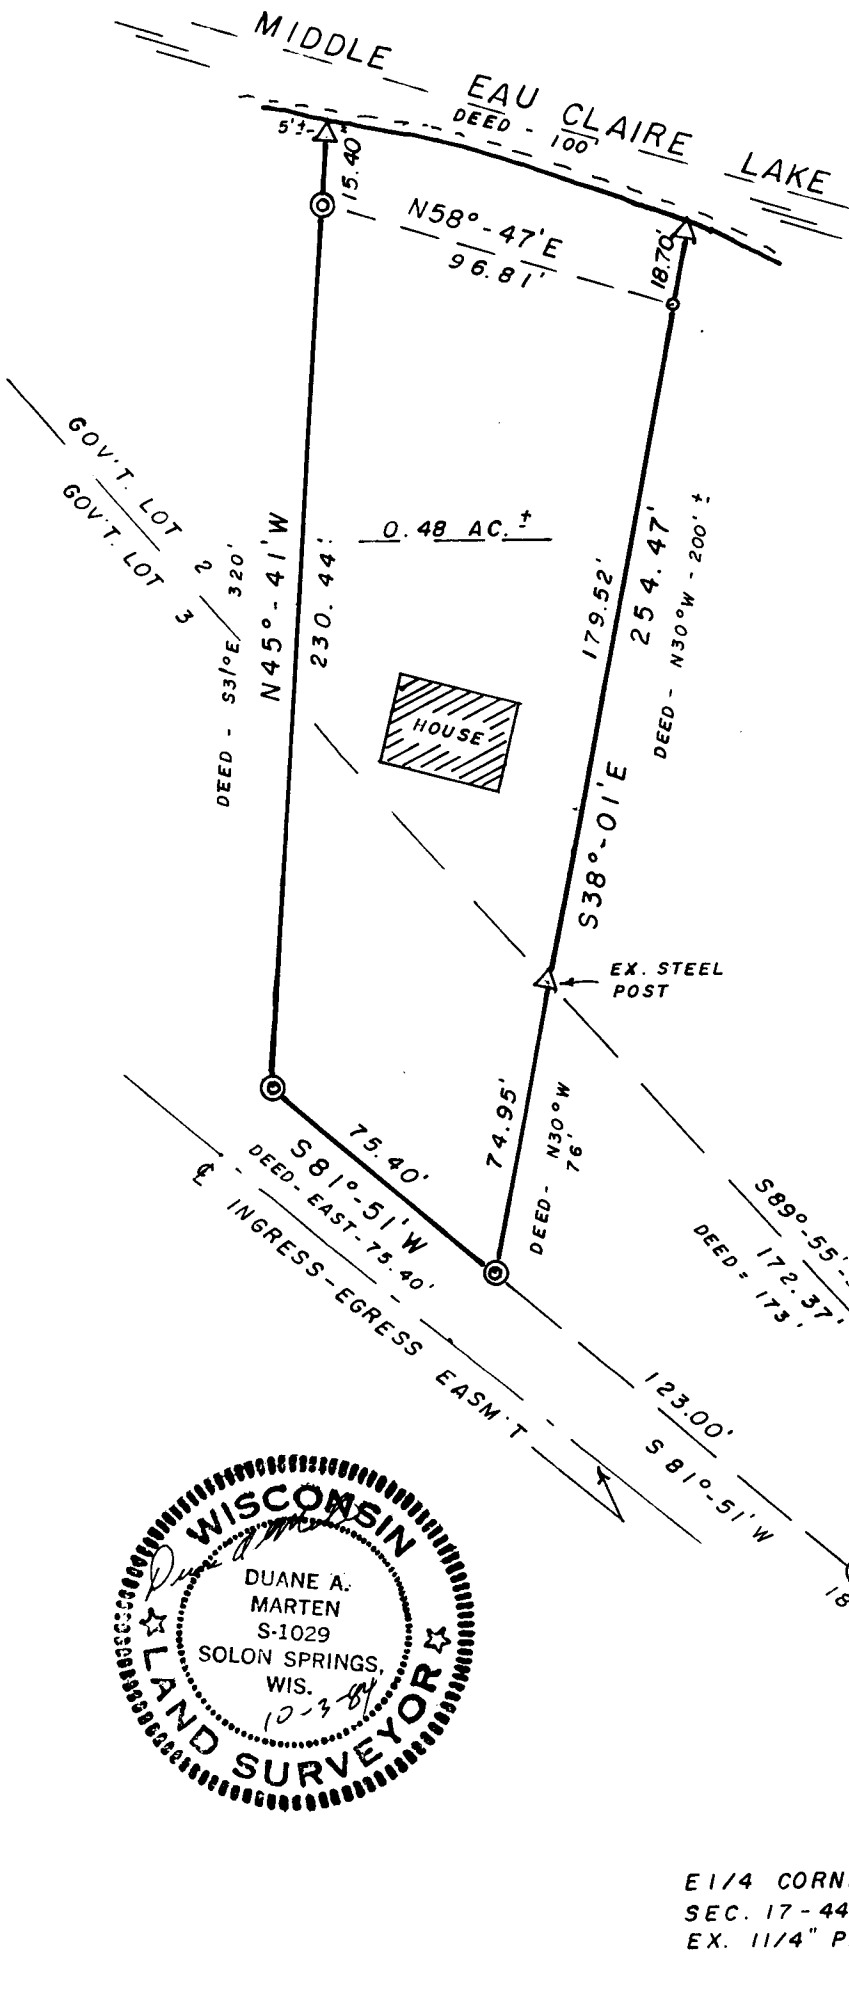 MIDDLE EAU CLAIRE LAKE
DEED - 100'
5'±
15.40'
N58°-47'E
96.81'
18.70'
GOV'T. LOT 2
GOV'T. LOT 3
DEED - S31°E 320'
N45°-41'W
230.44'
0.48 AC. ±
179.52'
254.47'
DEED - N30°W - 200' ±
HOUSE
S38°-01'E
EX. STEEL
POST
74.95'
DEED - N30°W
76'
75.40'
S81°-51'W
DEED - EAST - 75.40'
℄ INGRESS-EGRESS EASM'T
S89°-55'-
172.37'
DEED = 173'
123.00'
S81°-51'W
18
WISCONSIN
DUANE A.
MARTEN
S-1029
SOLON SPRINGS,
WIS.
10-3-84
LAND SURVEYOR
E1/4 CORN
SEC. 17-44
EX. 11/4" P